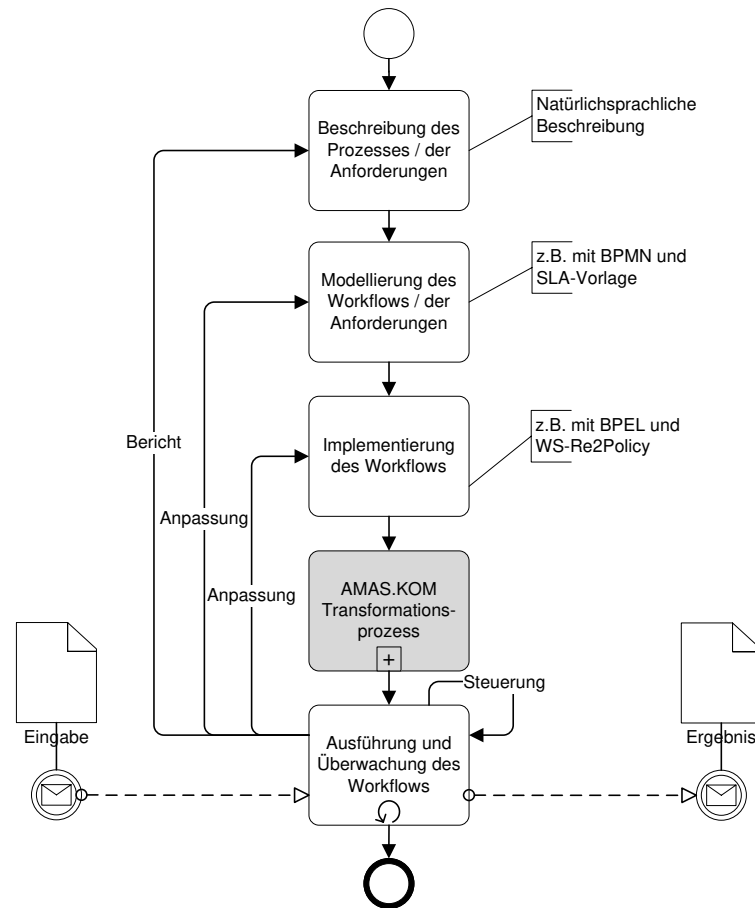 Beschreibung des
Prozesses / der
Anforderungen
Natürlichsprachliche
Beschreibung
Modellierung des
Workflows / der
Anforderungen
z.B. mit BPMN und
SLA-Vorlage
Implementierung
des Workflows
z.B. mit BPEL und
WS-Re2Policy
Bericht
Anpassung
Anpassung
AMAS.KOM
Transformations-
prozess
+
Steuerung
Eingabe
Ergebnis
Ausführung und
Überwachung des
Workflows